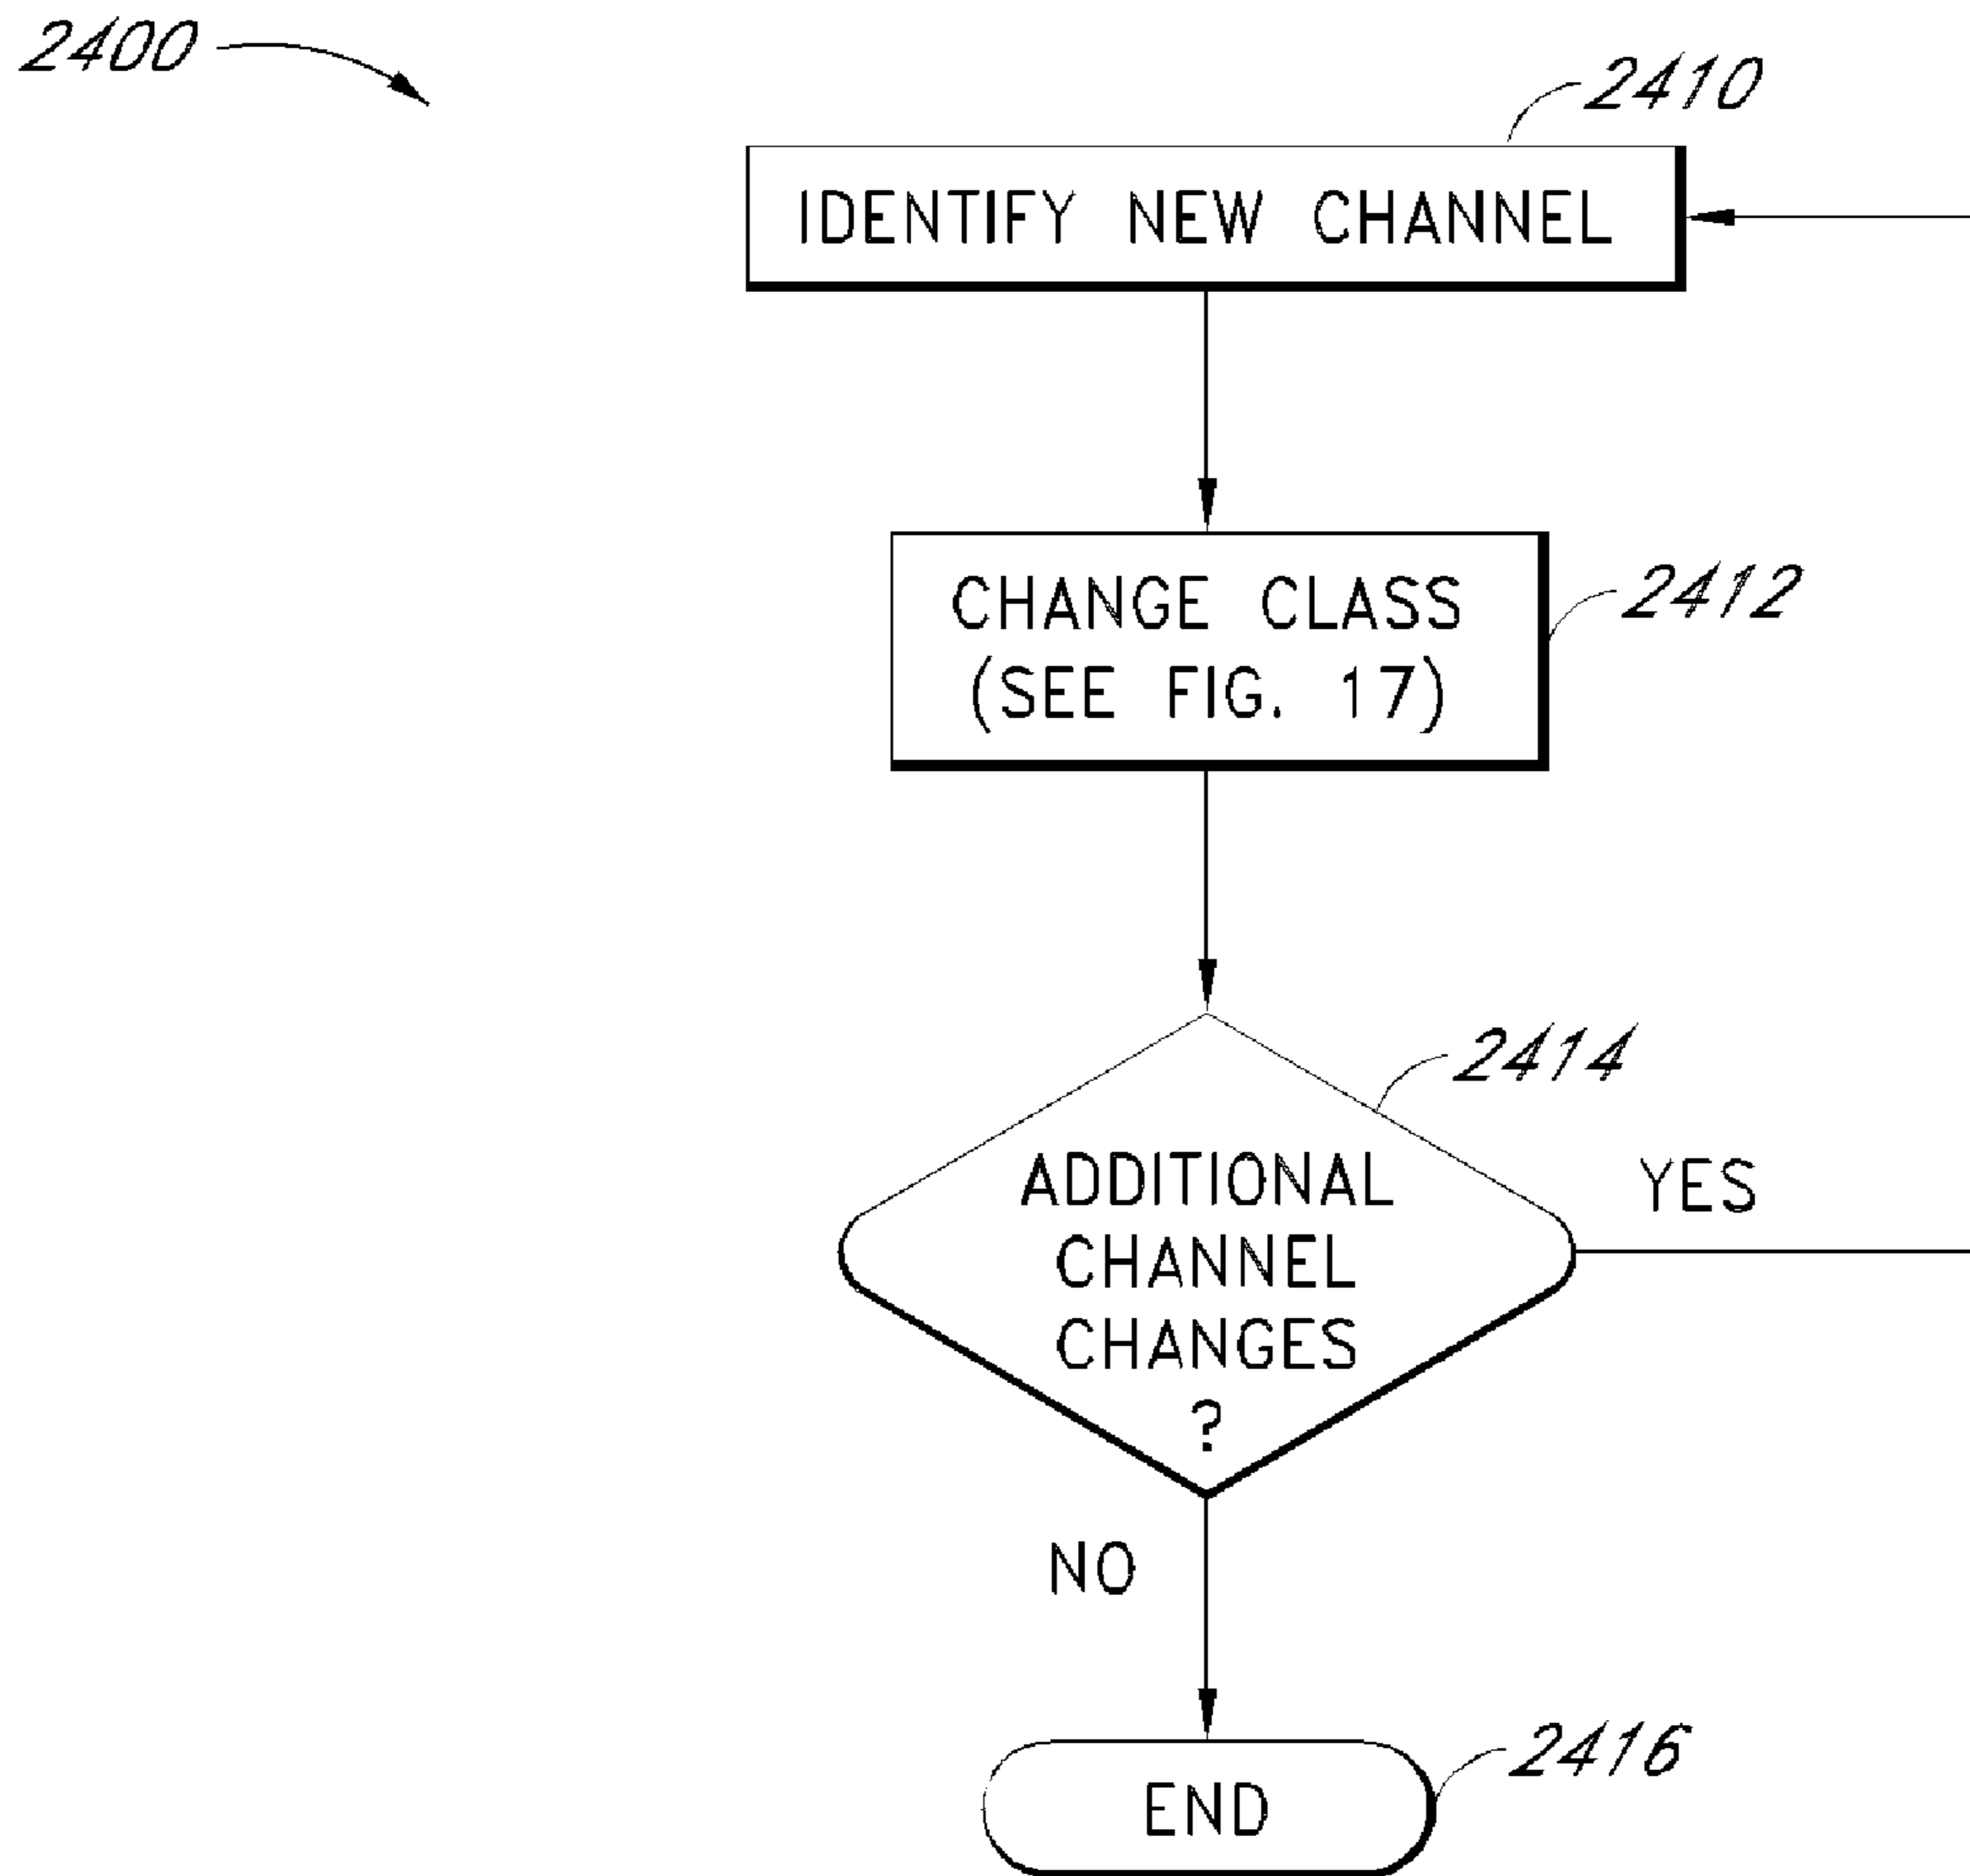 2400
2410
IDENTIFY NEW CHANNEL
CHANGE CLASS
(SEE FIG. 17)
2412
2414
ADDITIONAL
CHANNEL
CHANGES
?
YES
NO
2416
END